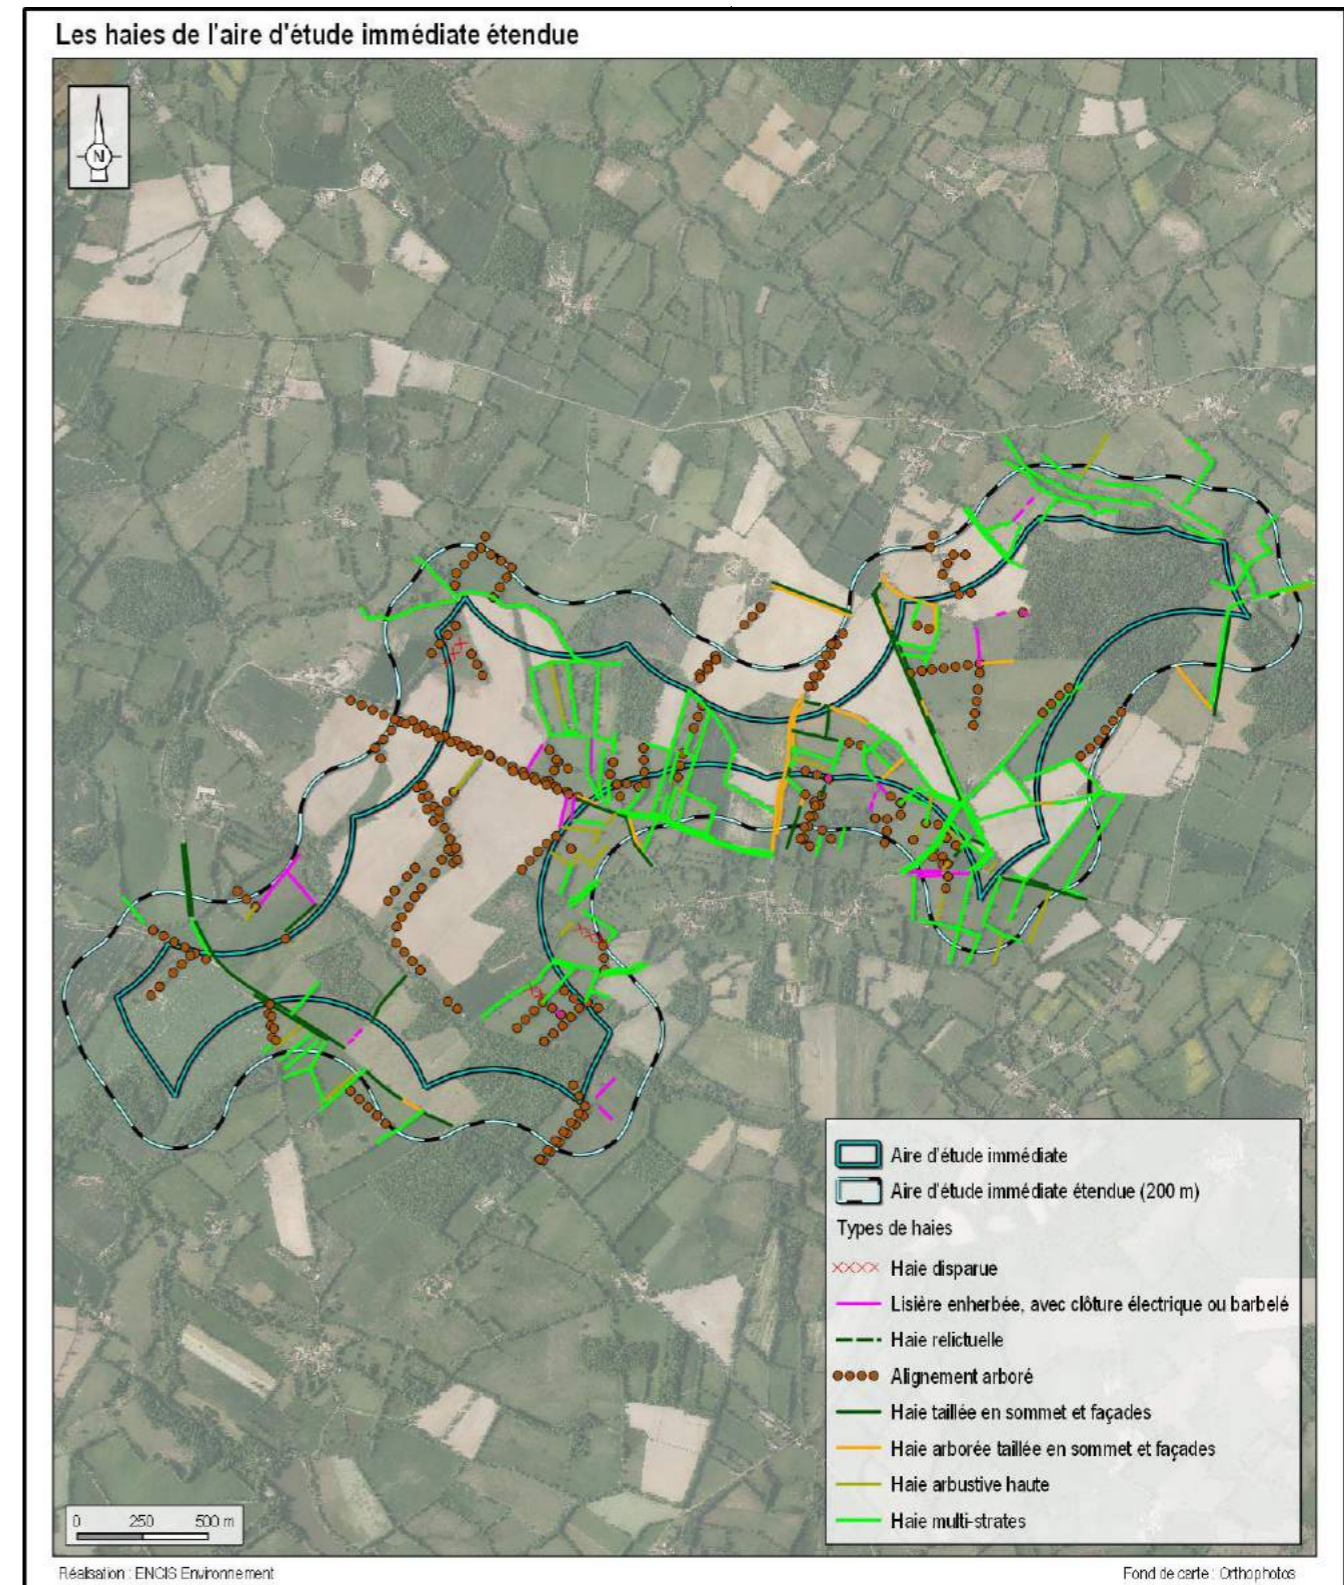 Les haies de l'aire d'étude immédiate étendue
N
Aire d'étude immédiate
Aire d'étude immédiate étendue (200 m)
Types de haies
Haie disparue
Lisière enherbée, avec clôture électrique ou barbelé
Haie relictuelle
Alignement arboré
Haie taillée en sommet et façades
Haie arborée taillée en sommet et façades
Haie arbustive haute
Haie multi-strates
0 250 500 m
Réalisation : ENCIS Environnement
Fond de carte : Orthophotos